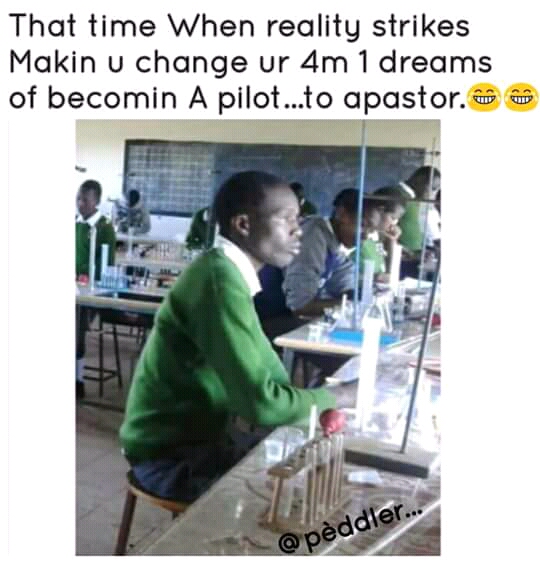 That time When reality strikes
Makin u change ur 4m 1 dreams
of becomin A pilot...to apastor.😁😁
@pèddler...